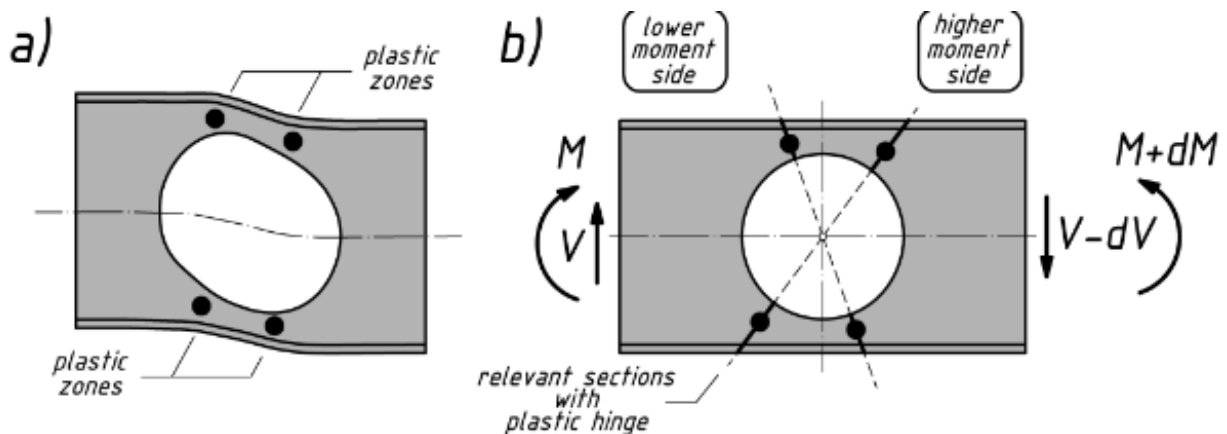 a)
plastic
zones
plastic
zones
b)
lower
moment
side
higher
moment
side
M
V
M+dM
V-dV
relevant sections
with
plastic hinge